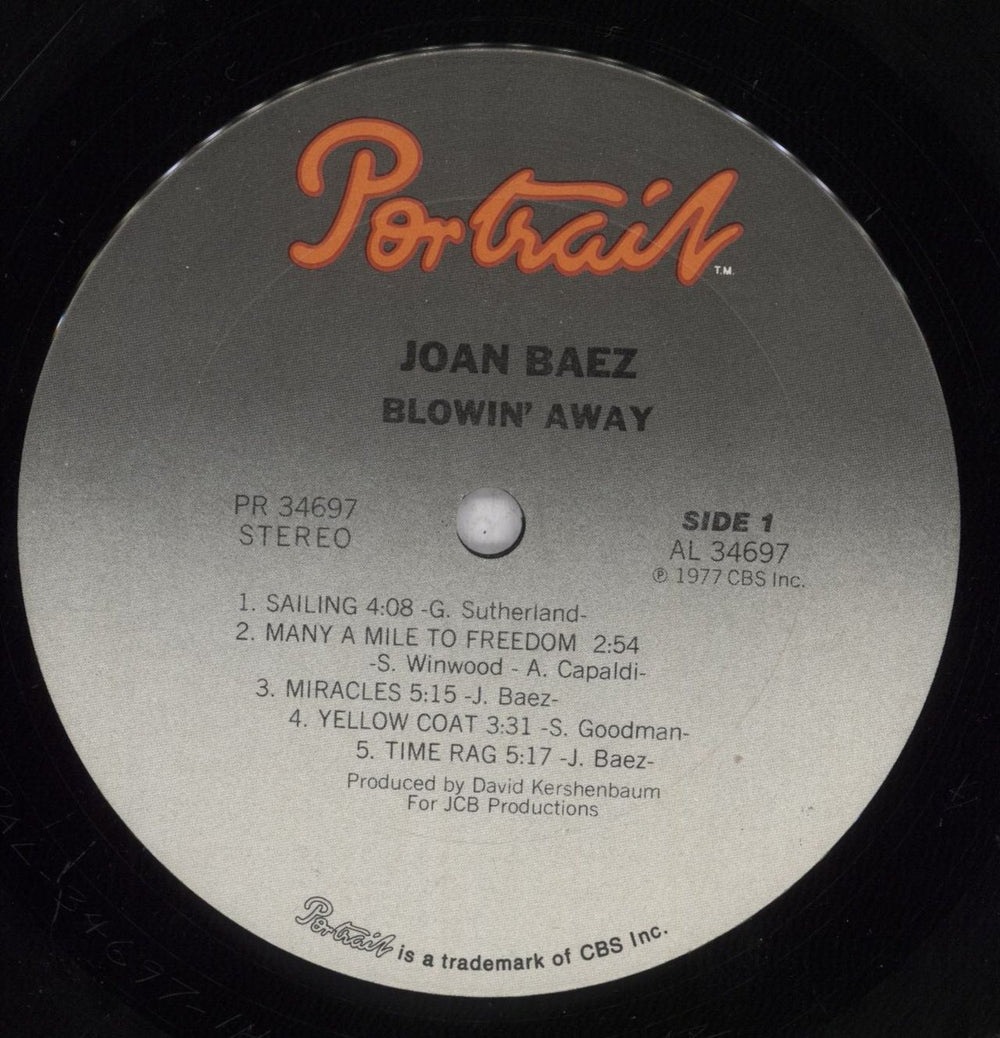 Portrait
T.M.
JOAN BAEZ
BLOWIN' AWAY
PR 34697
STEREO
SIDE 1
AL 34697
℗ 1977 CBS Inc.
1. SAILING 4:08 -G. Sutherland-
2. MANY A MILE TO FREEDOM 2:54
-S. Winwood - A. Capaldi-
3. MIRACLES 5:15 -J. Baez-
4. YELLOW COAT 3:31 -S. Goodman-
5. TIME RAG 5:17 -J. Baez-
Produced by David Kershenbaum
For JCB Productions
Portrait is a trademark of CBS Inc.